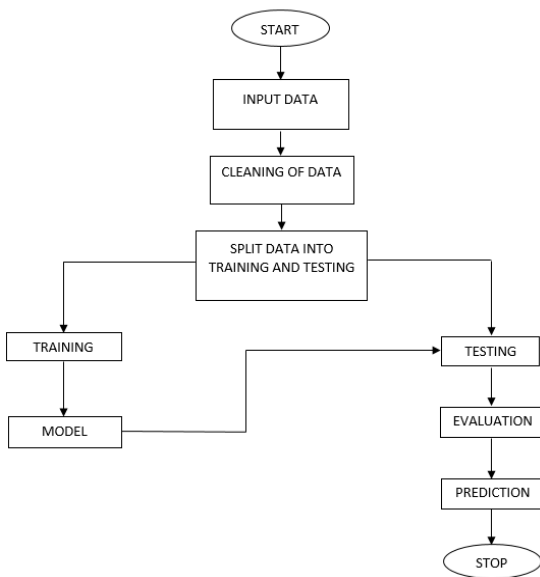 START
INPUT DATA
CLEANING OF DATA
SPLIT DATA INTO
TRAINING AND TESTING
TRAINING
TESTING
MODEL
EVALUATION
PREDICTION
STOP